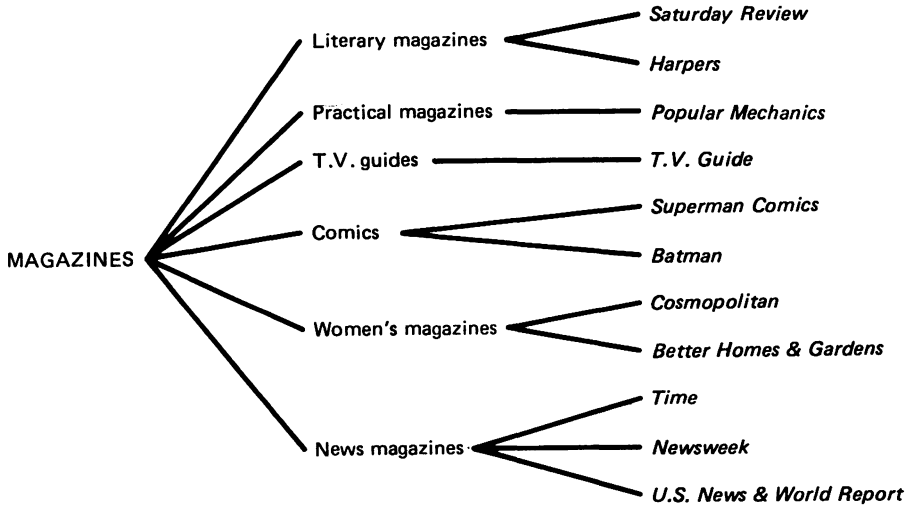 MAGAZINES
Literary magazines
Saturday Review
Harpers
Practical magazines
Popular Mechanics
T.V. guides
T.V. Guide
Comics
Superman Comics
Batman
Women's magazines
Cosmopolitan
Better Homes & Gardens
News magazines
Time
Newsweek
U.S. News & World Report